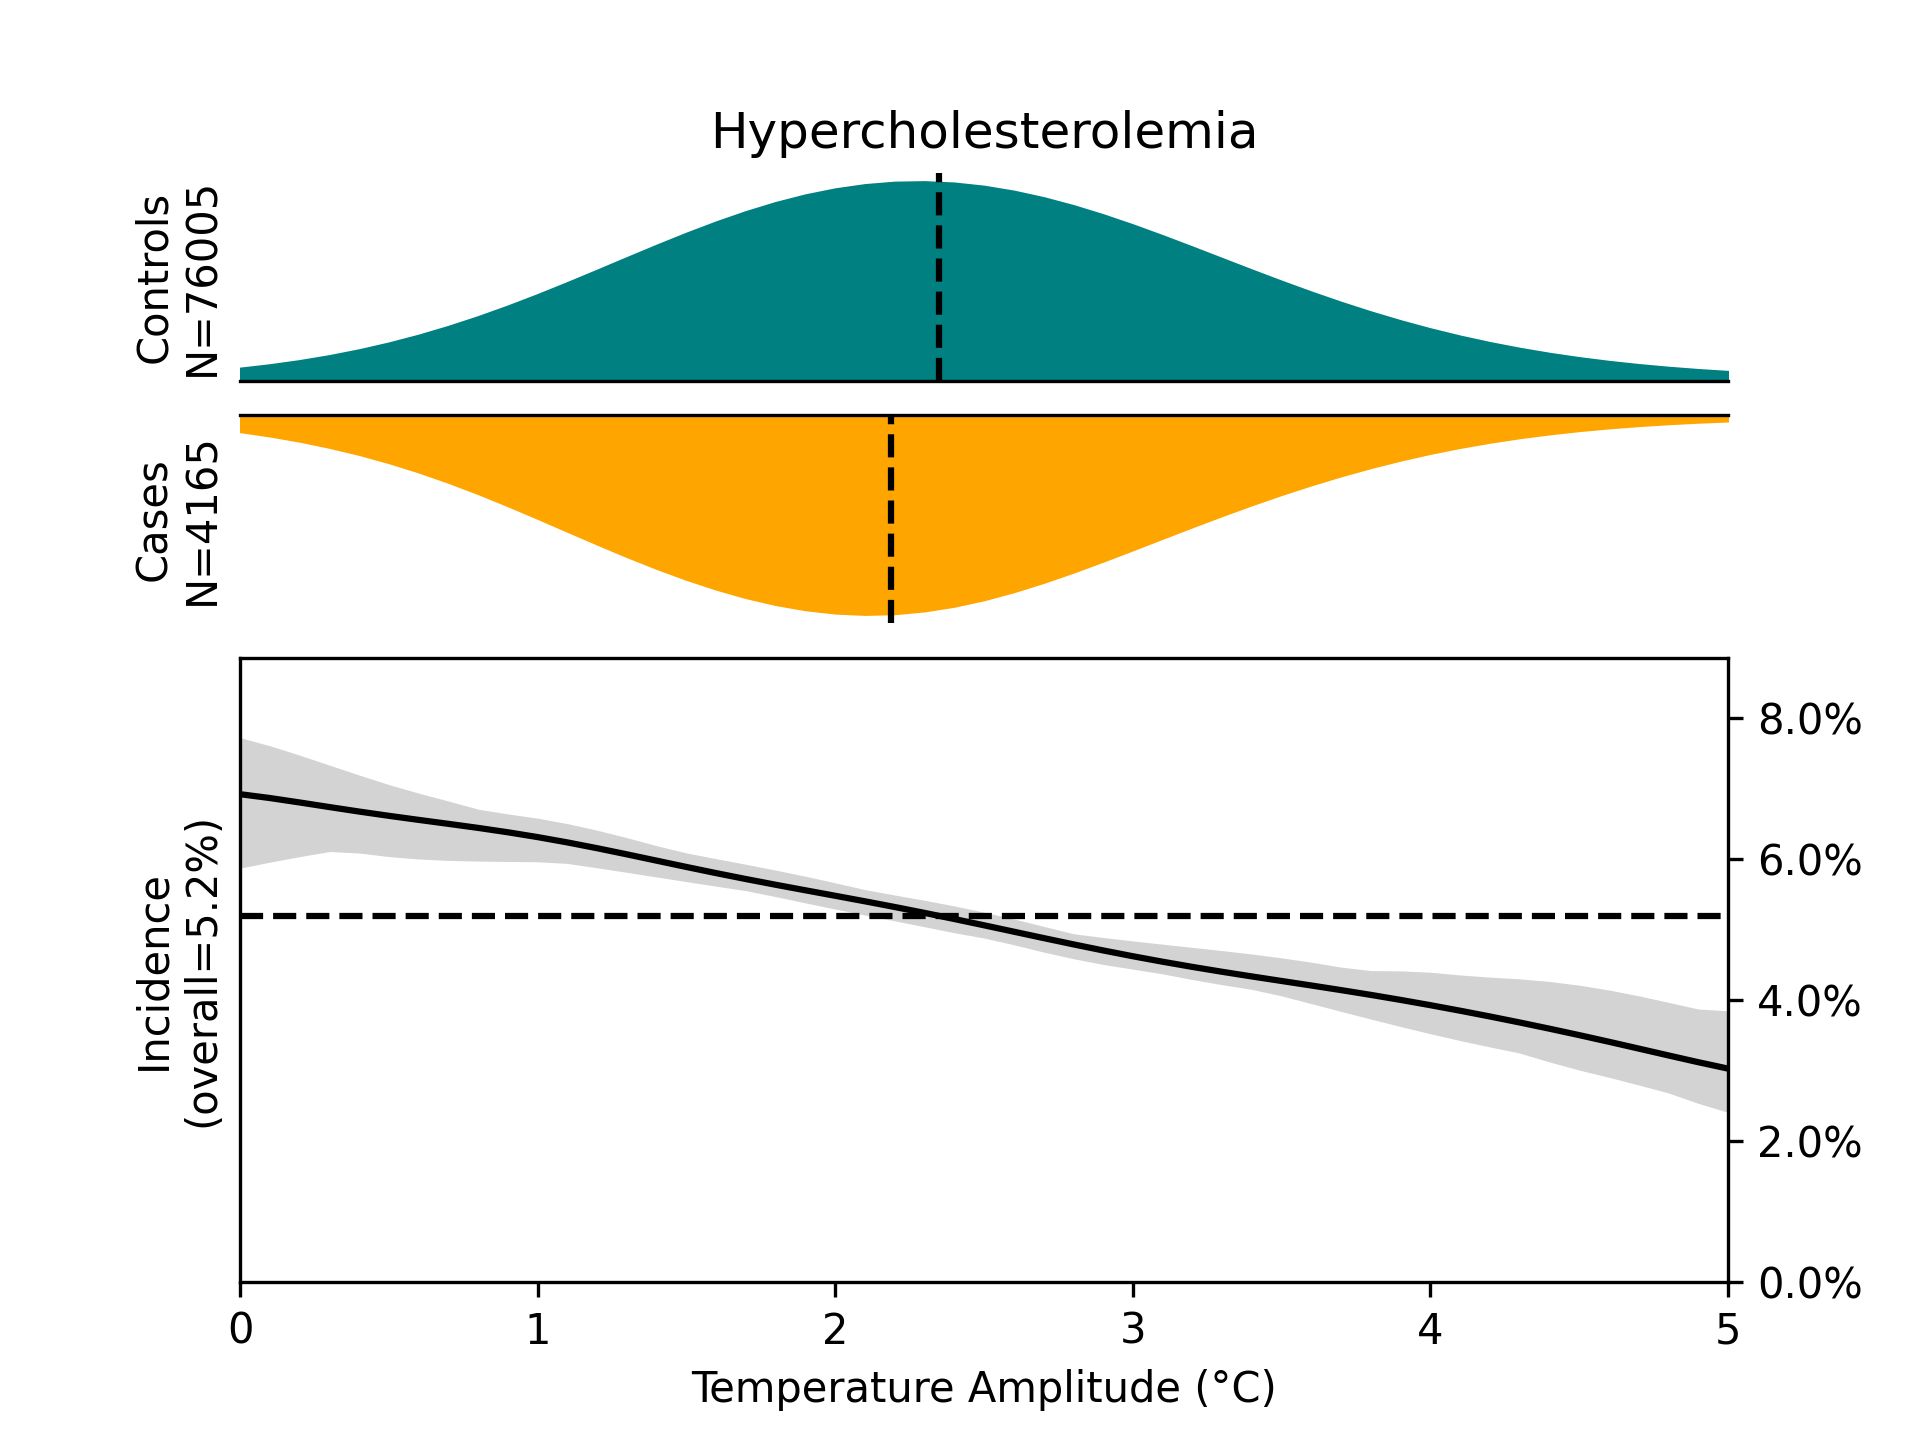 Hypercholesterolemia
Controls
N=76005
Cases
N=4165
Incidence
(overall=5.2%)
8.0%
6.0%
4.0%
2.0%
0.0%
0 1 2 3 4 5
Temperature Amplitude (°C)